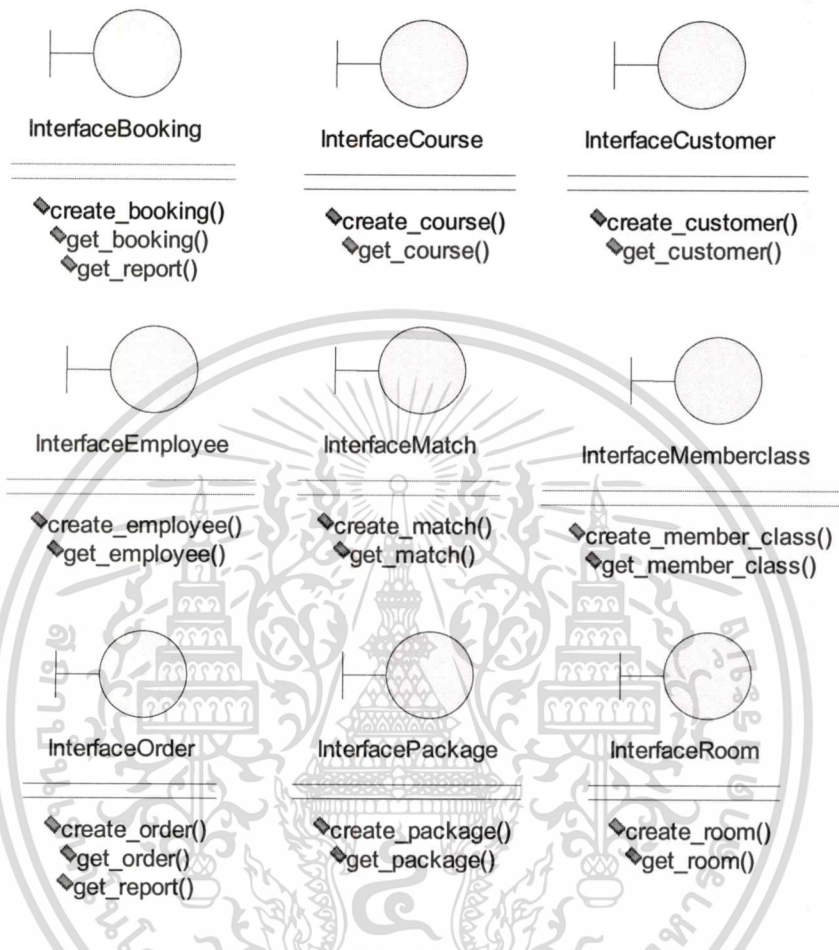 InterfaceBooking
create_booking()
get_booking()
get_report()
InterfaceCourse
create_course()
get_course()
InterfaceCustomer
create_customer()
get_customer()
InterfaceEmployee
create_employee()
get_employee()
InterfaceMatch
create_match()
get_match()
InterfaceMemberclass
create_member_class()
get_member_class()
InterfaceOrder
create_order()
get_order()
get_report()
InterfacePackage
create_package()
get_package()
InterfaceRoom
create_room()
get_room()